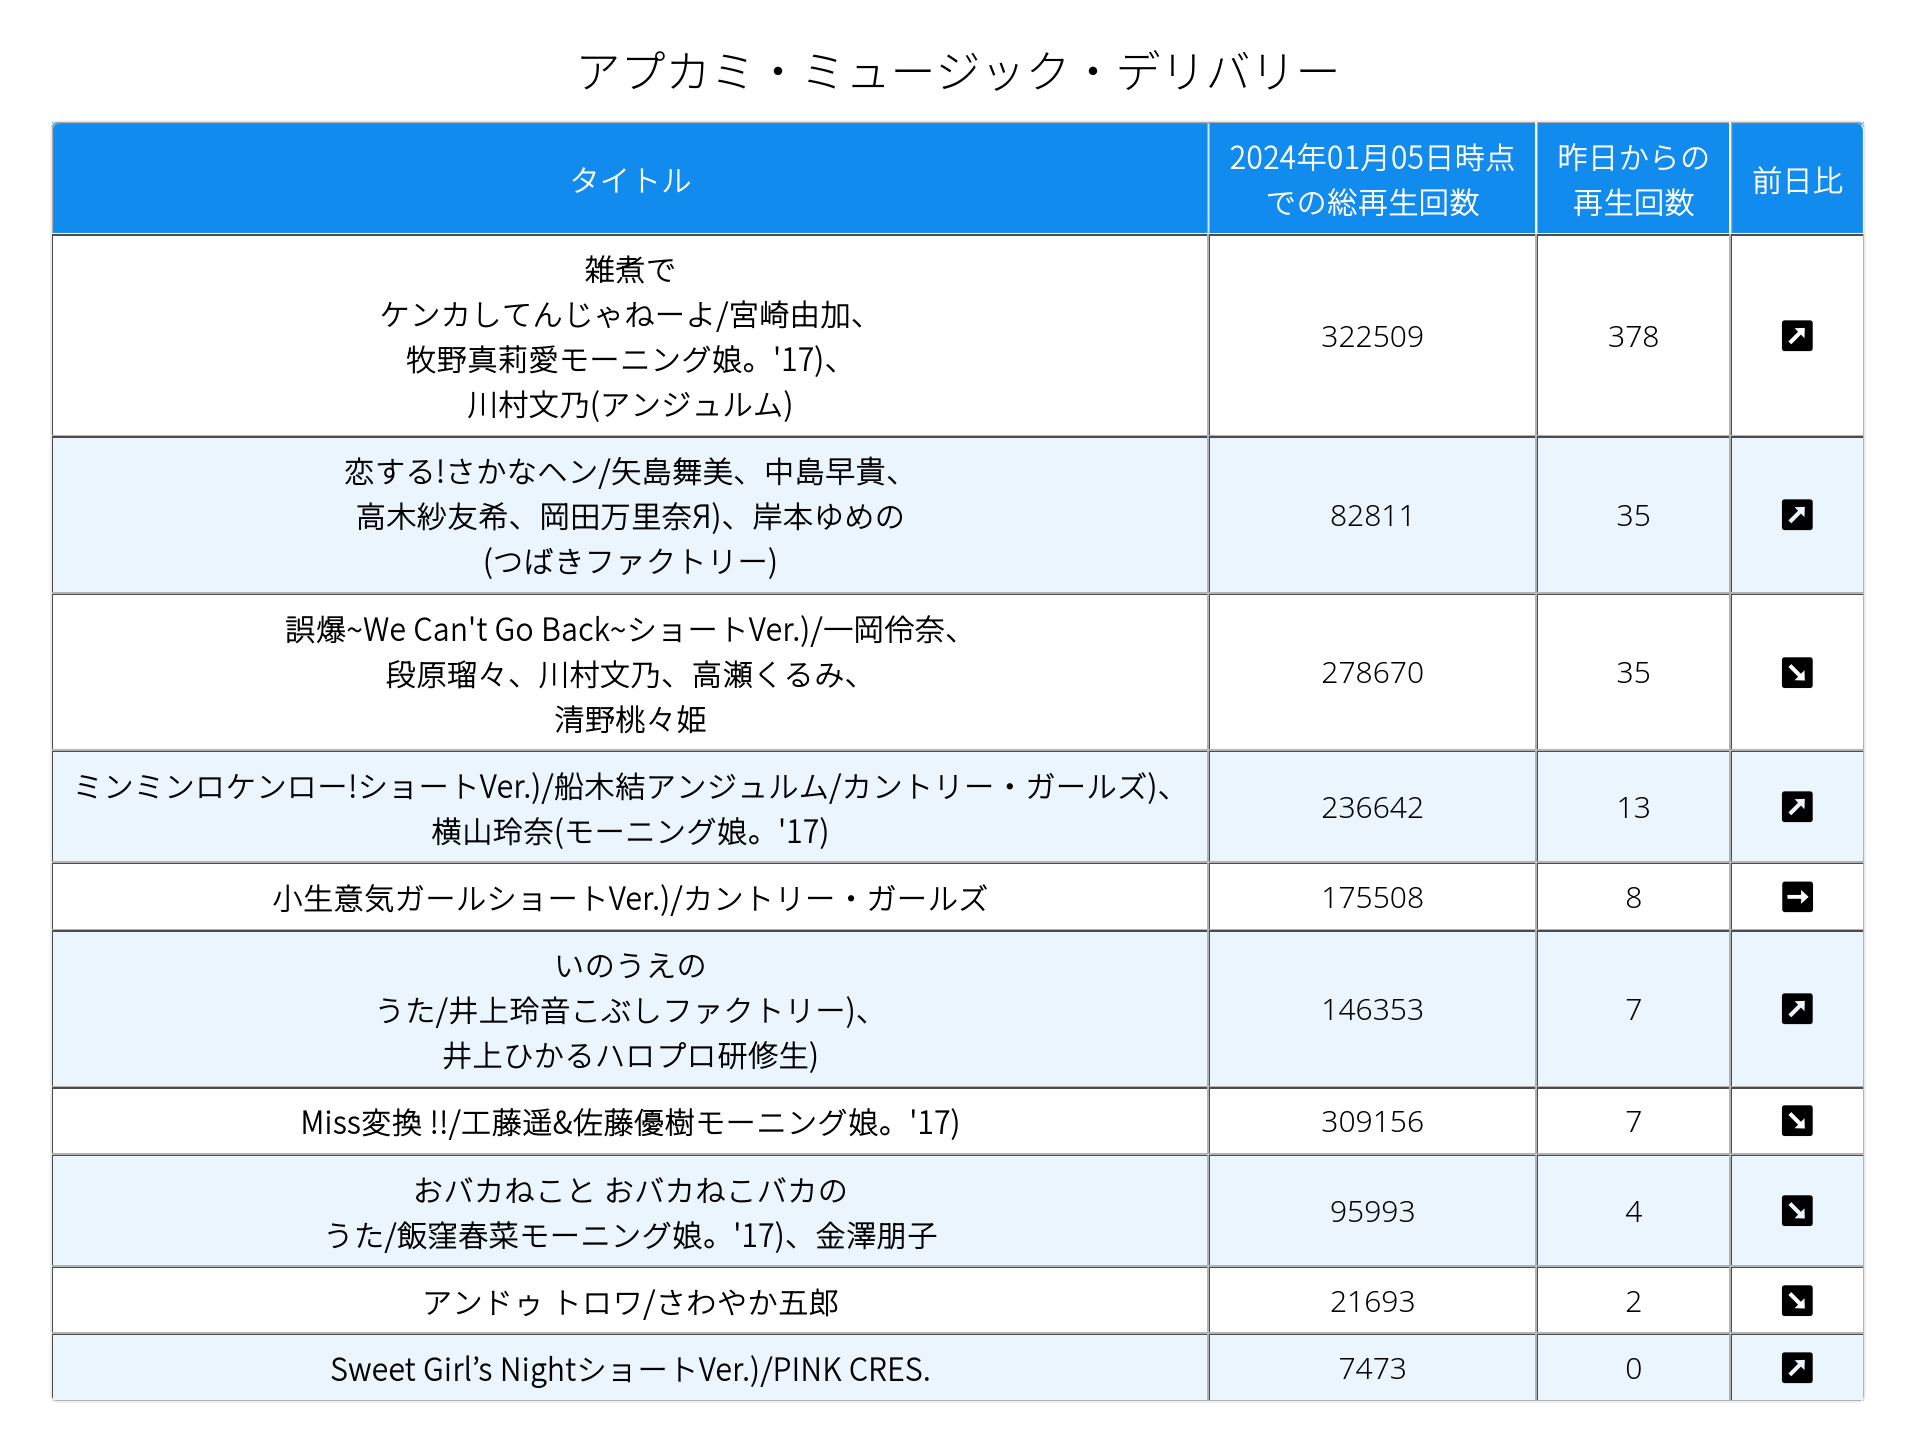 アプカミ・ミュージック・デリバリー
タイトル
2024年01月05日時点
での総再生回数
昨日からの
再生回数
前日比
雑煮で
ケンカしてんじゃねーよ/宮崎由加、
牧野真莉愛モーニング娘。'17)、
川村文乃(アンジュルム)
322509
378
恋する!さかなヘン/矢島舞美、中島早貴、
高木紗友希、岡田万里奈Я)、岸本ゆめの
(つばきファクトリー)
82811
35
誤爆~We Can't Go Back~ショートVer.)/一岡伶奈、
段原瑠々、川村文乃、高瀬くるみ、
清野桃々姫
278670
35
ミンミンロケンロー!ショートVer.)/船木結アンジュルム/カントリー・ガールズ)、
横山玲奈(モーニング娘。'17)
236642
13
小生意気ガールショートVer.)/カントリー・ガールズ
175508
8
いのうえの
うた/井上玲音こぶしファクトリー)、
井上ひかるハロプロ研修生)
146353
7
Miss変換 !!/工藤遥&佐藤優樹モーニング娘。'17)
309156
7
おバカねこと おバカねこバカの
うた/飯窪春菜モーニング娘。'17)、金澤朋子
95993
4
アンドゥ トロワ/さわやか五郎
21693
2
Sweet Girl’s NightショートVer.)/PINK CRES.
7473
0